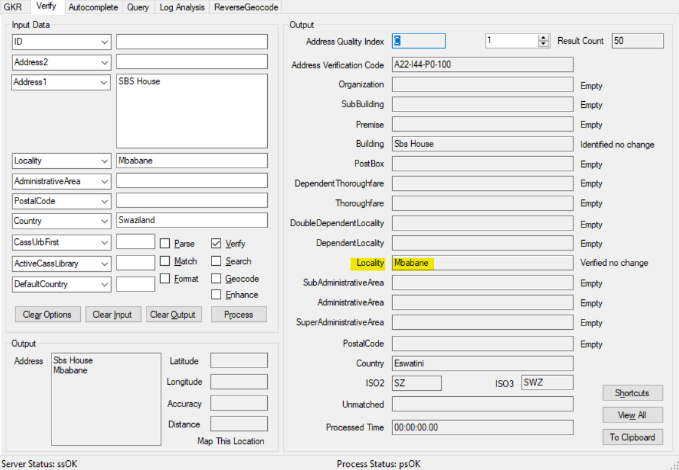 GKR Verify Autocomplete Query Log Analysis ReverseGeocode
Input Data
ID
Address2
Address1 SBS House
Locality Mbabane
AdministrativeArea
PostalCode
Country Swaziland
CassUrbFirst Parse Verify
ActiveCassLibrary Match Search
DefaultCountry Format Geocode
Enhance
Clear Options Clear Input Clear Output Process
Output
Address Sbs House
Mbabane
Latitude
Longitude
Accuracy
Distance
Map This Location
Output
Address Quality Index C 1 Result Count 50
Address Verification Code A22-I44-P0-100
Organization Empty
SubBuilding Empty
Premise Empty
Building Sbs House Identified no change
PostBox Empty
DependentThoroughfare Empty
Thoroughfare Empty
DoubleDependentLocality Empty
DependentLocality Empty
Locality Mbabane Verified no change
SubAdministrativeArea Empty
AdministrativeArea Empty
SuperAdministrativeArea Empty
PostalCode Empty
Country Eswatini
ISO2 SZ ISO3 SWZ
Unmatched
Processed Time 00:00:00.00
Shortcuts
View All
To Clipboard
Server Status: ssOK Process Status: psOK